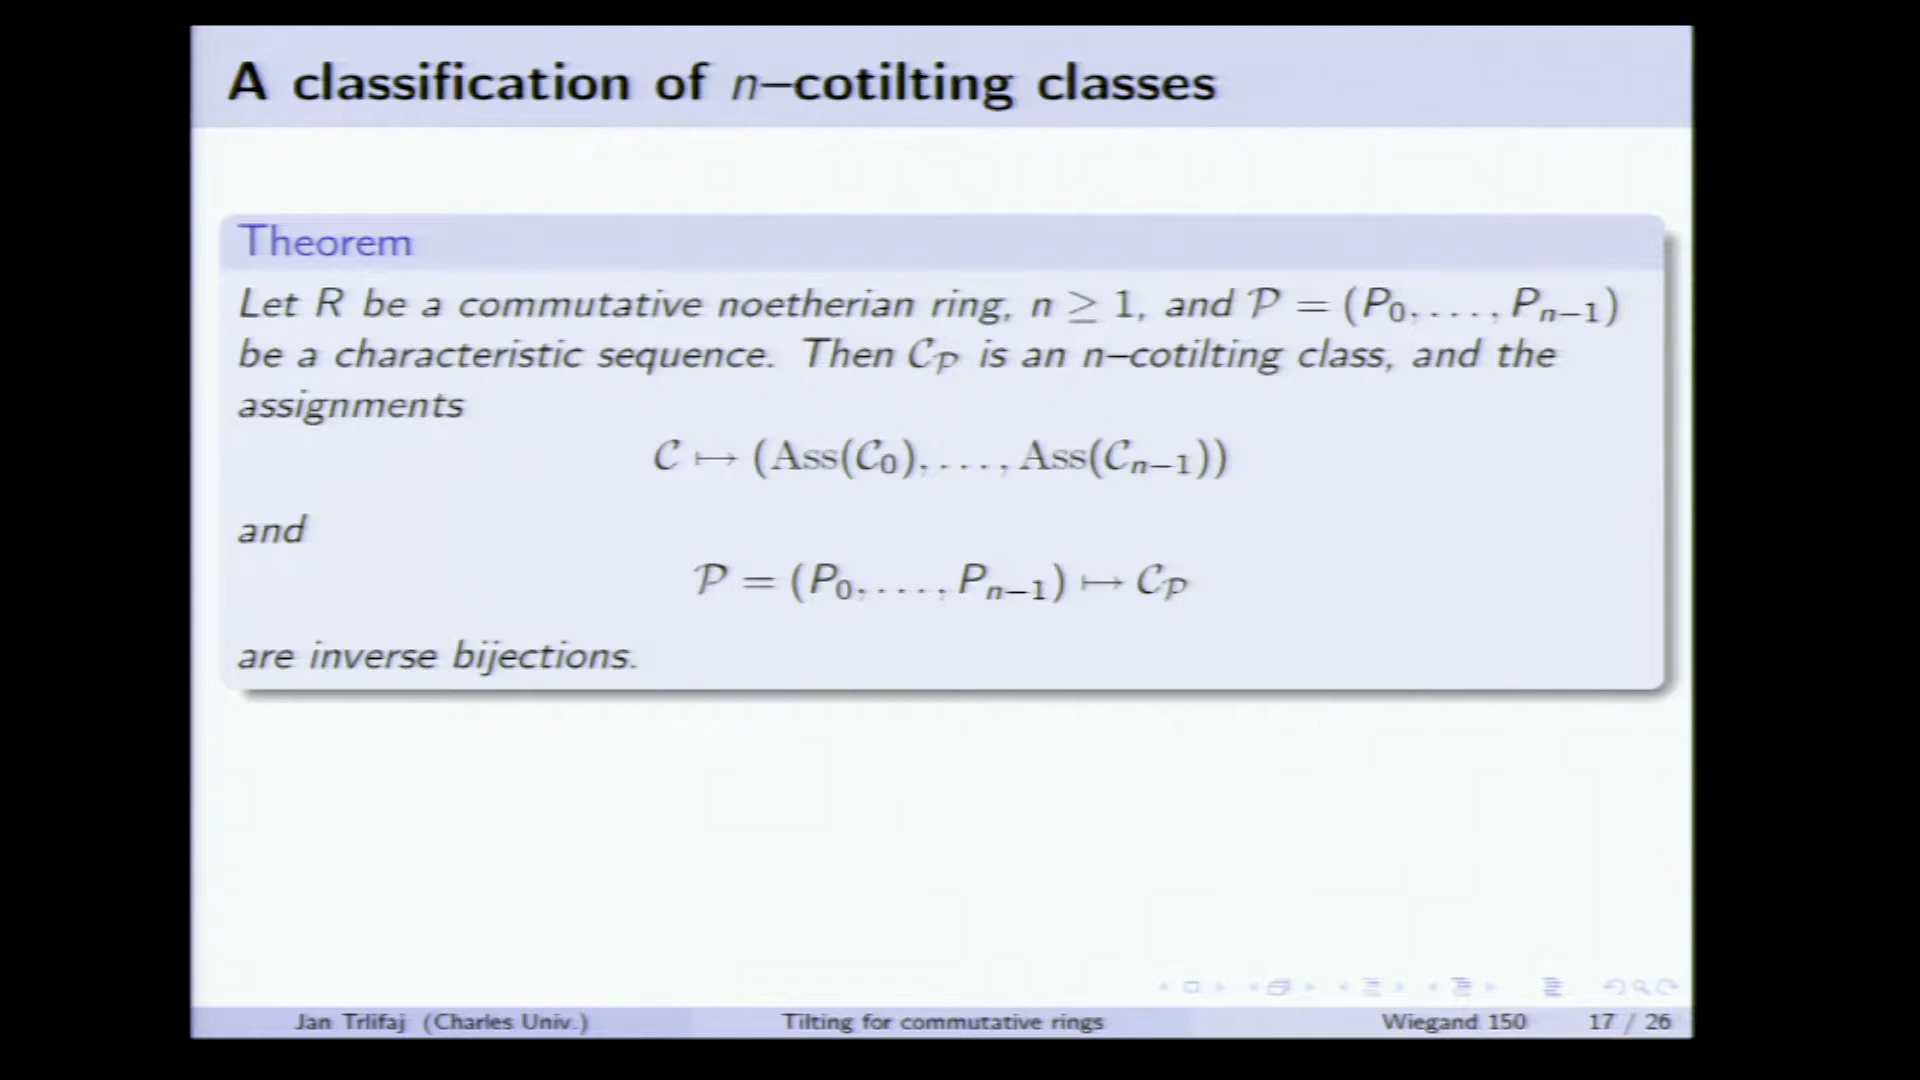 A classification of n–cotilting classes
Theorem
Let R be a commutative noetherian ring, n ≥ 1, and 𝒫 = (P₀, . . . , Pₙ₋₁)
be a characteristic sequence. Then 𝒞_𝒫 is an n–cotilting class, and the
assignments
𝒞 ↦ (Ass(𝒞₀), . . . , Ass(𝒞ₙ₋₁))
and
𝒫 = (P₀, . . . , Pₙ₋₁) ↦ 𝒞_𝒫
are inverse bijections.
Jan Trlifaj (Charles Univ.) Tilting for commutative rings Wiegand 150 17 / 26